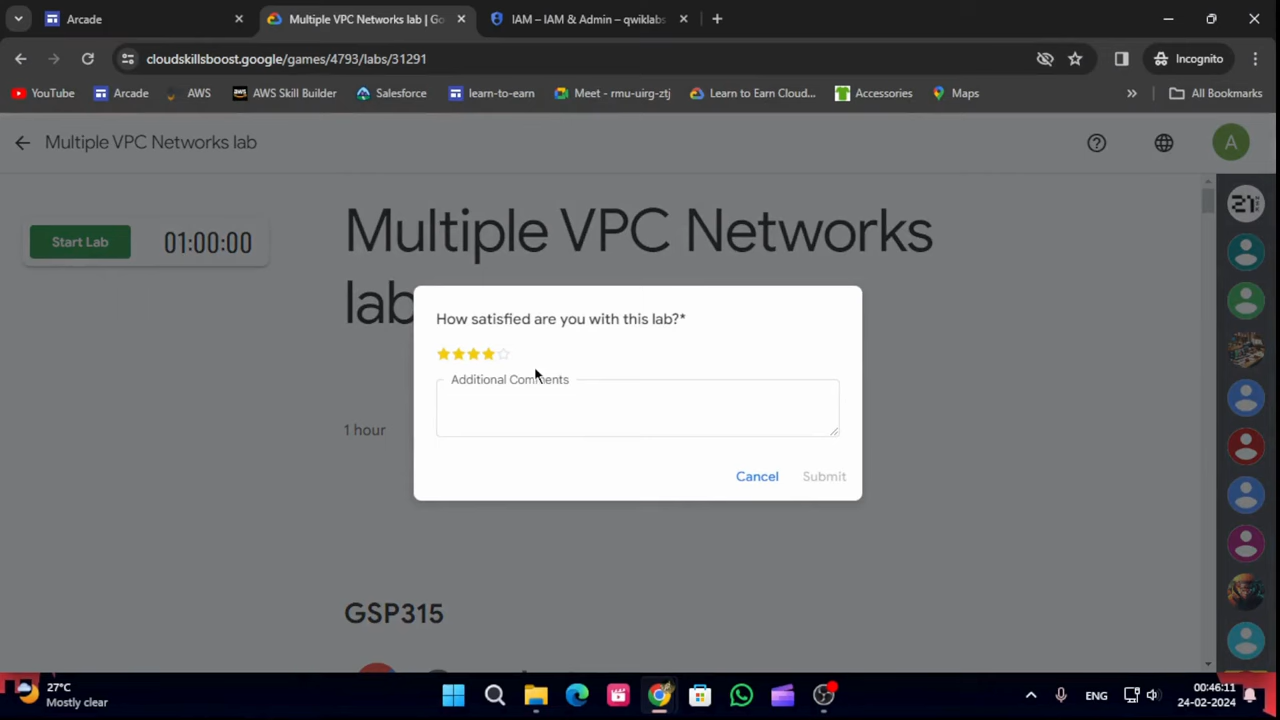 Arcade
Multiple VPC Networks lab | Go
IAM – IAM & Admin – qwiklabs
cloudskillsboost.google/games/4793/labs/31291
Incognito
YouTube
Arcade
AWS
AWS Skill Builder
Salesforce
learn-to-earn
Meet - rmu-uirg-ztj
Learn to Earn Cloud...
Accessories
Maps
All Bookmarks
Multiple VPC Networks lab
A
Start Lab
01:00:00
Multiple VPC Networks
lab
How satisfied are you with this lab?*
Additional Comments
1 hour
Cancel
Submit
GSP315
27°C
Mostly clear
ENG
00:46:11
24-02-2024